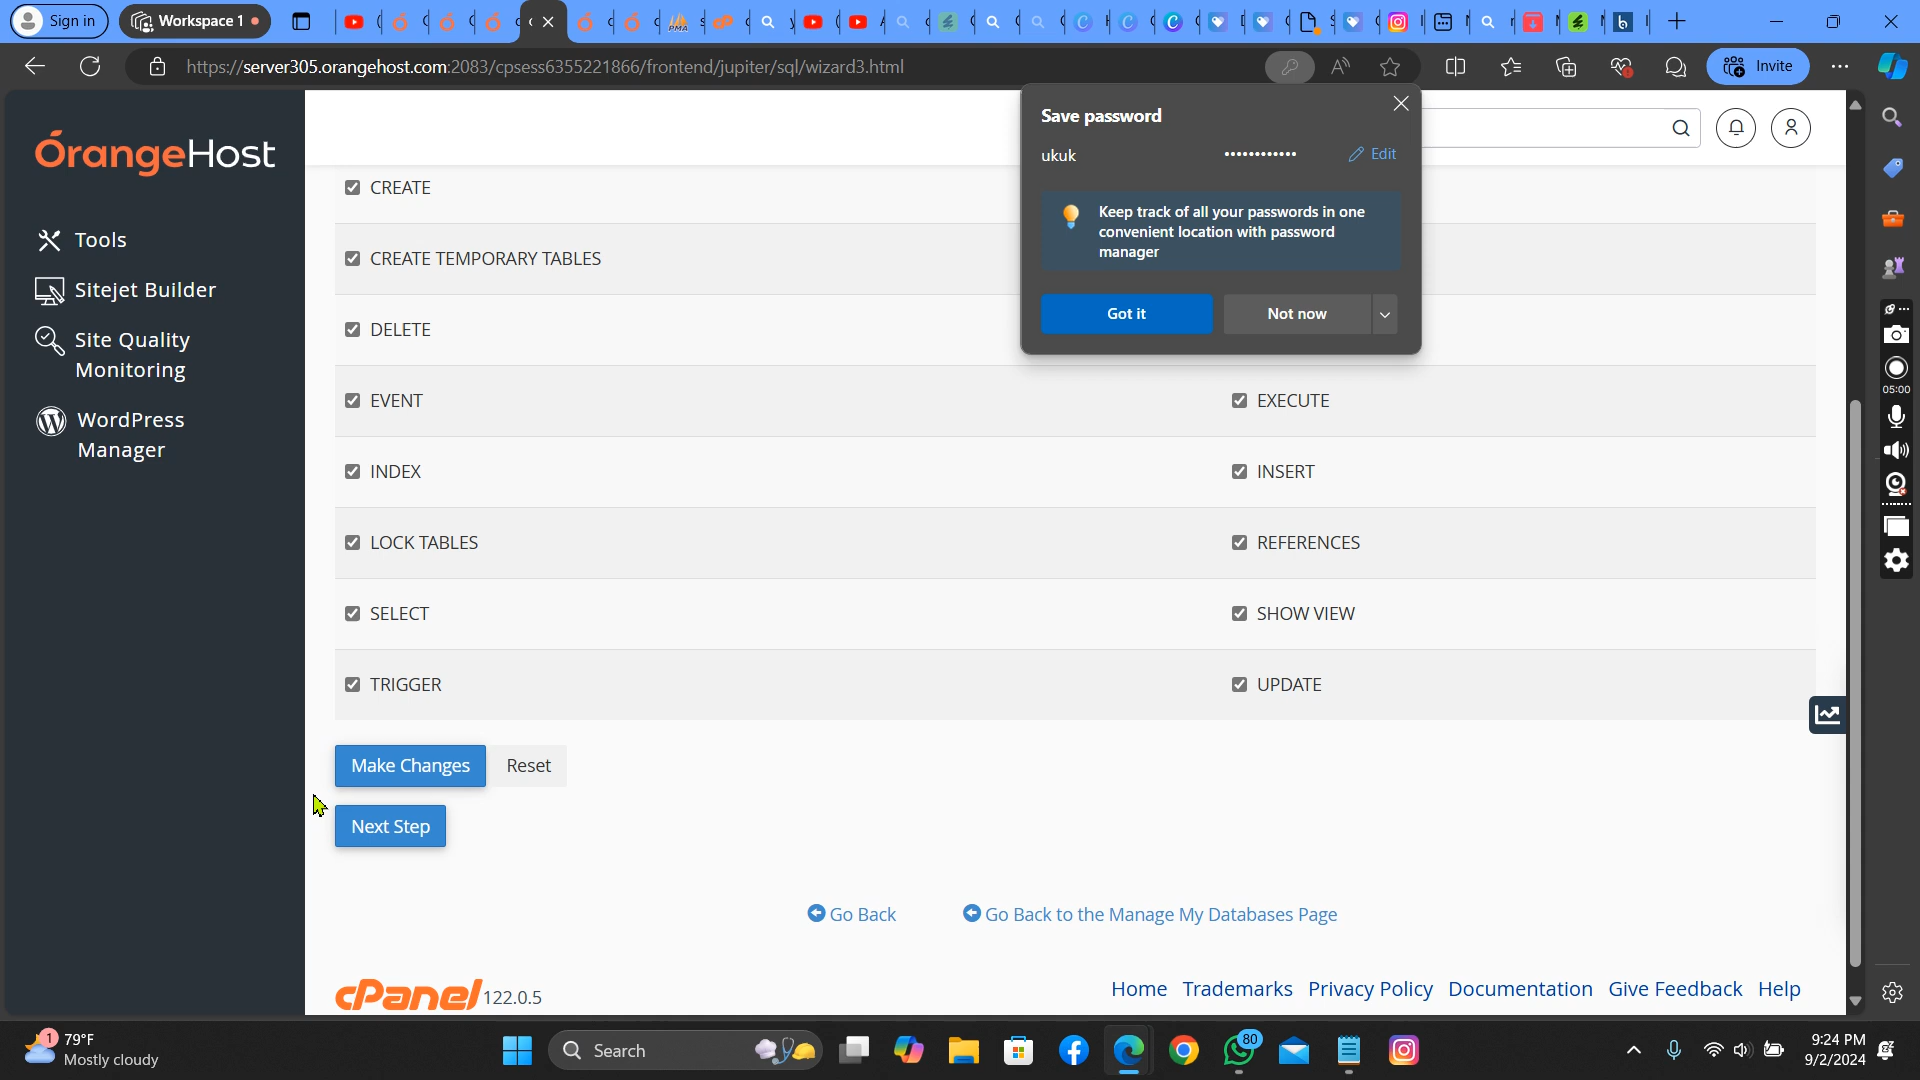 Sign in
Workspace 1
https://server305.orangehost.com:2083/cpsess6355221866/frontend/jupiter/sql/wizard3.html
Invite
OrangeHost
Tools
Sitejet Builder
Site Quality
Monitoring
WordPress
Manager
Save password
ukuk
•••••••••••• Edit
Keep track of all your passwords in one
convenient location with password
manager
Got it
Not now
CREATE
CREATE TEMPORARY TABLES
DELETE
EVENT
EXECUTE
INDEX
INSERT
LOCK TABLES
REFERENCES
SELECT
SHOW VIEW
TRIGGER
UPDATE
Make Changes
Reset
Next Step
Go Back
Go Back to the Manage My Databases Page
cPanel 122.0.5
Home Trademarks Privacy Policy Documentation Give Feedback Help
05:00
1
79°F
Mostly cloudy
Search
80
9:24 PM
9/2/2024